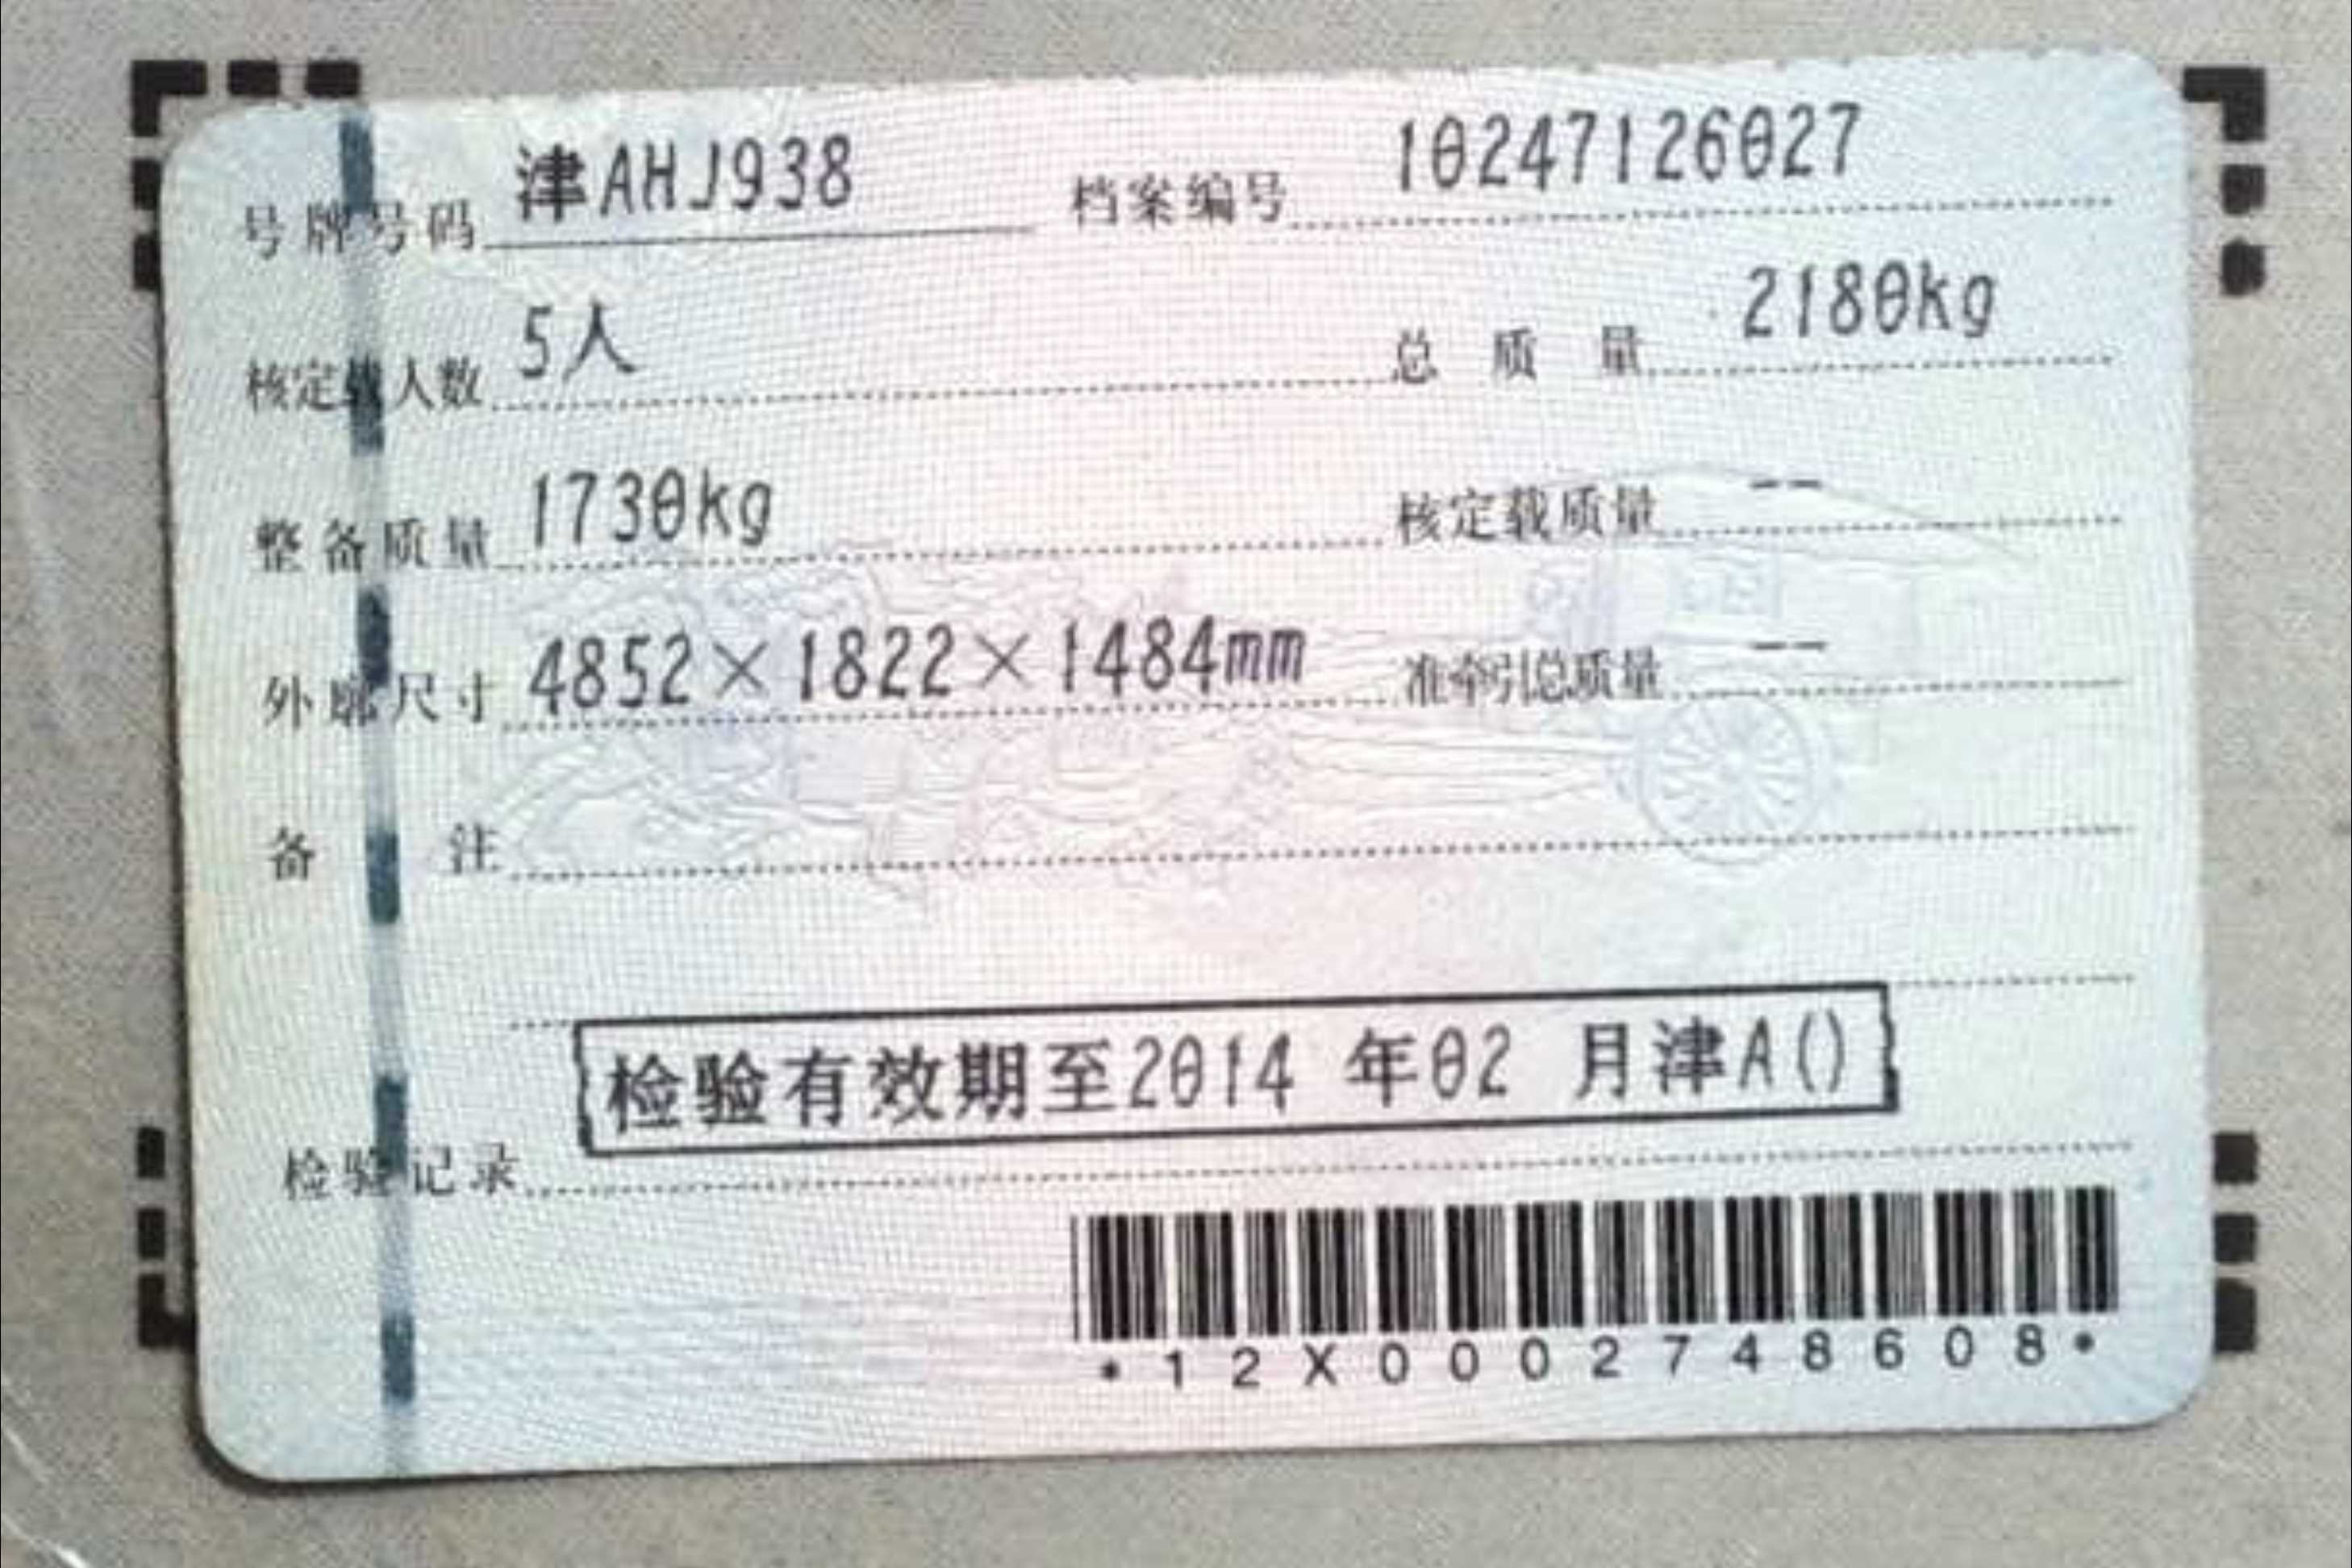 号牌号码 津AHJ938 档案编号 10247126027
核定载人数 5人 总质量 2180kg
整备质量 1730kg 核定载质量 --
外廓尺寸 4852×1822×1484mm 准牵引总质量 --
备注
检验有效期至2014 年02 月津A()
检验记录
*12X0002748608*